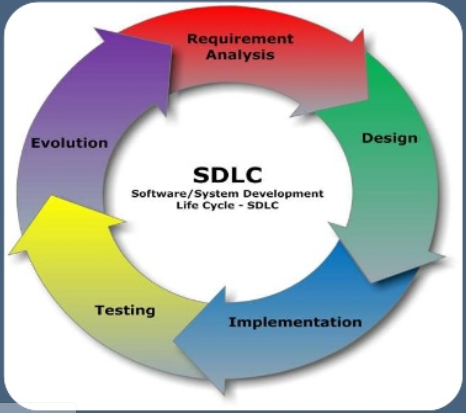 Requirement
Analysis
Design
Evolution
SDLC
Software/System Development
Life Cycle - SDLC
Testing
Implementation